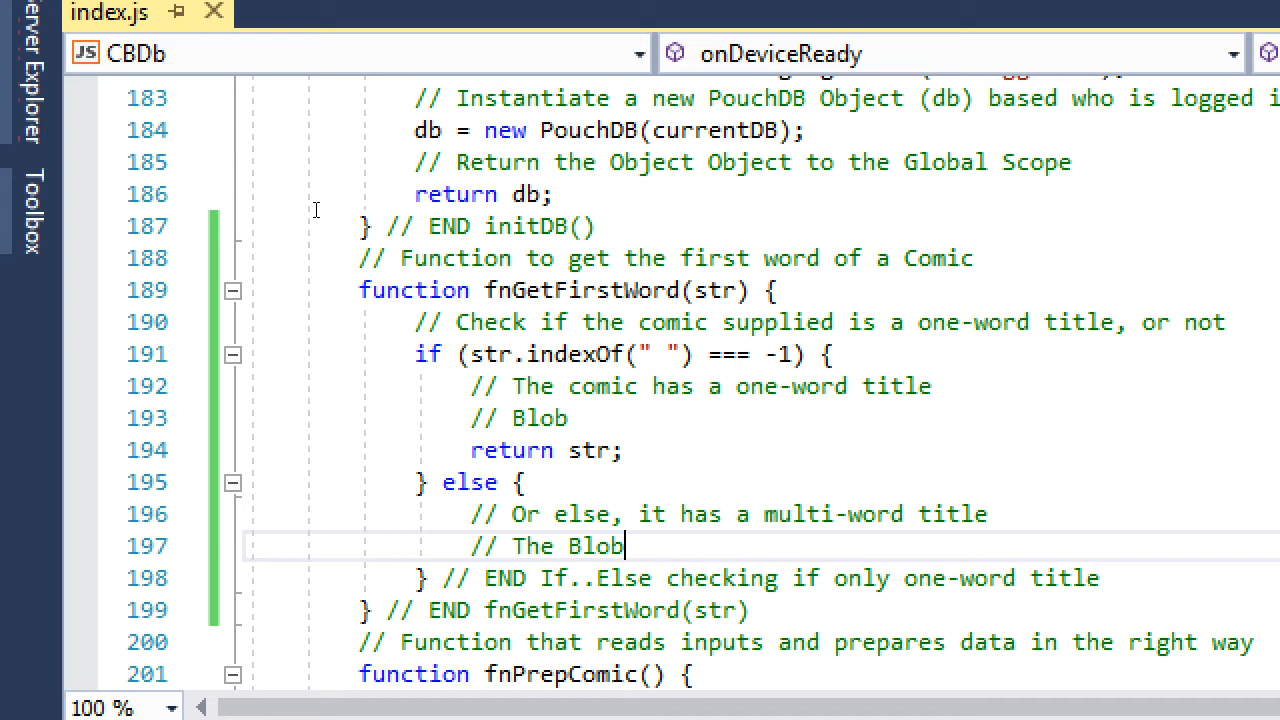 index.js
Server Explorer
Toolbox
JS CBDb
onDeviceReady
183 // Instantiate a new PouchDB Object (db) based who is logged i
184 db = new PouchDB(currentDB);
185 // Return the Object Object to the Global Scope
186 return db;
187 } // END initDB()
188 // Function to get the first word of a Comic
189 function fnGetFirstWord(str) {
190 // Check if the comic supplied is a one-word title, or not
191 if (str.indexOf(" ") === -1) {
192 // The comic has a one-word title
193 // Blob
194 return str;
195 } else {
196 // Or else, it has a multi-word title
197 // The Blob
198 } // END If..Else checking if only one-word title
199 } // END fnGetFirstWord(str)
200 // Function that reads inputs and prepares data in the right way
201 function fnPrepComic() {
100 %